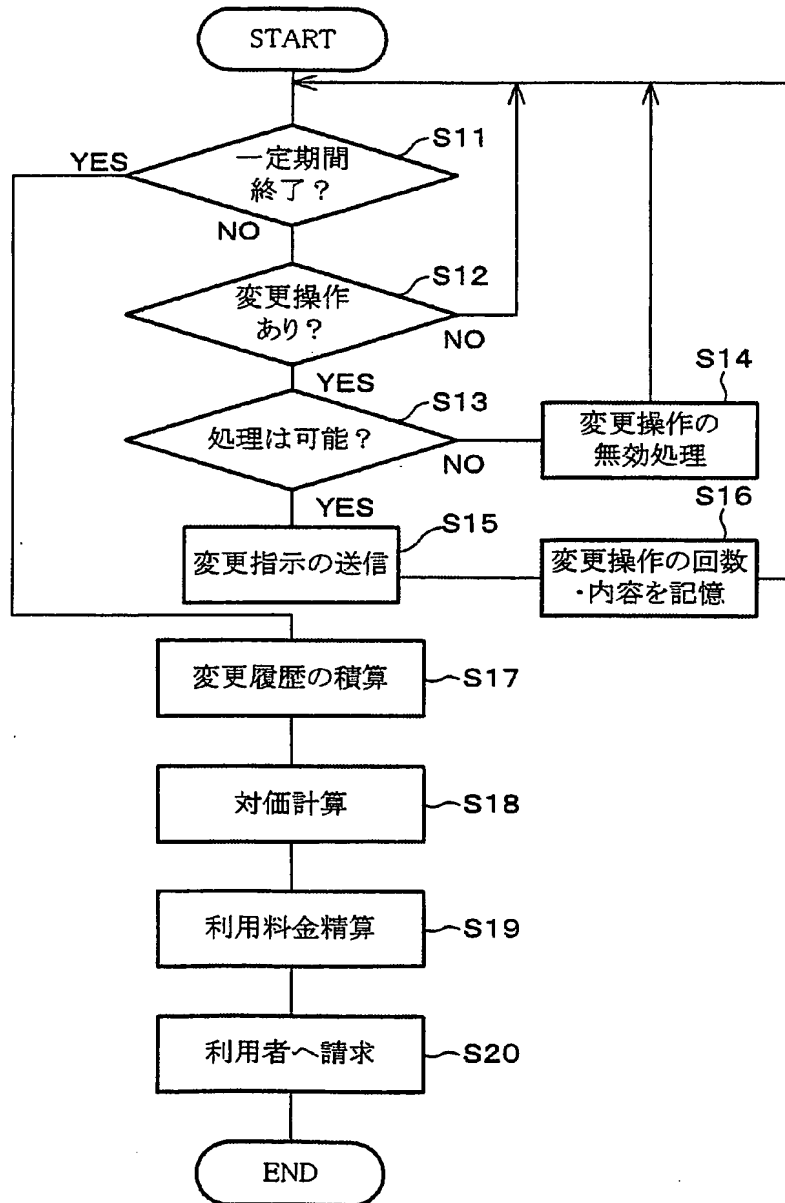 START
S11
YES
一定期間
終了？
NO
S12
変更操作
あり？
NO
YES
S13
S14
処理は可能？
NO
変更操作の
無効処理
YES
S15
S16
変更指示の送信
変更操作の回数
・内容を記憶
変更履歴の積算
S17
対価計算
S18
利用料金精算
S19
利用者へ請求
S20
END